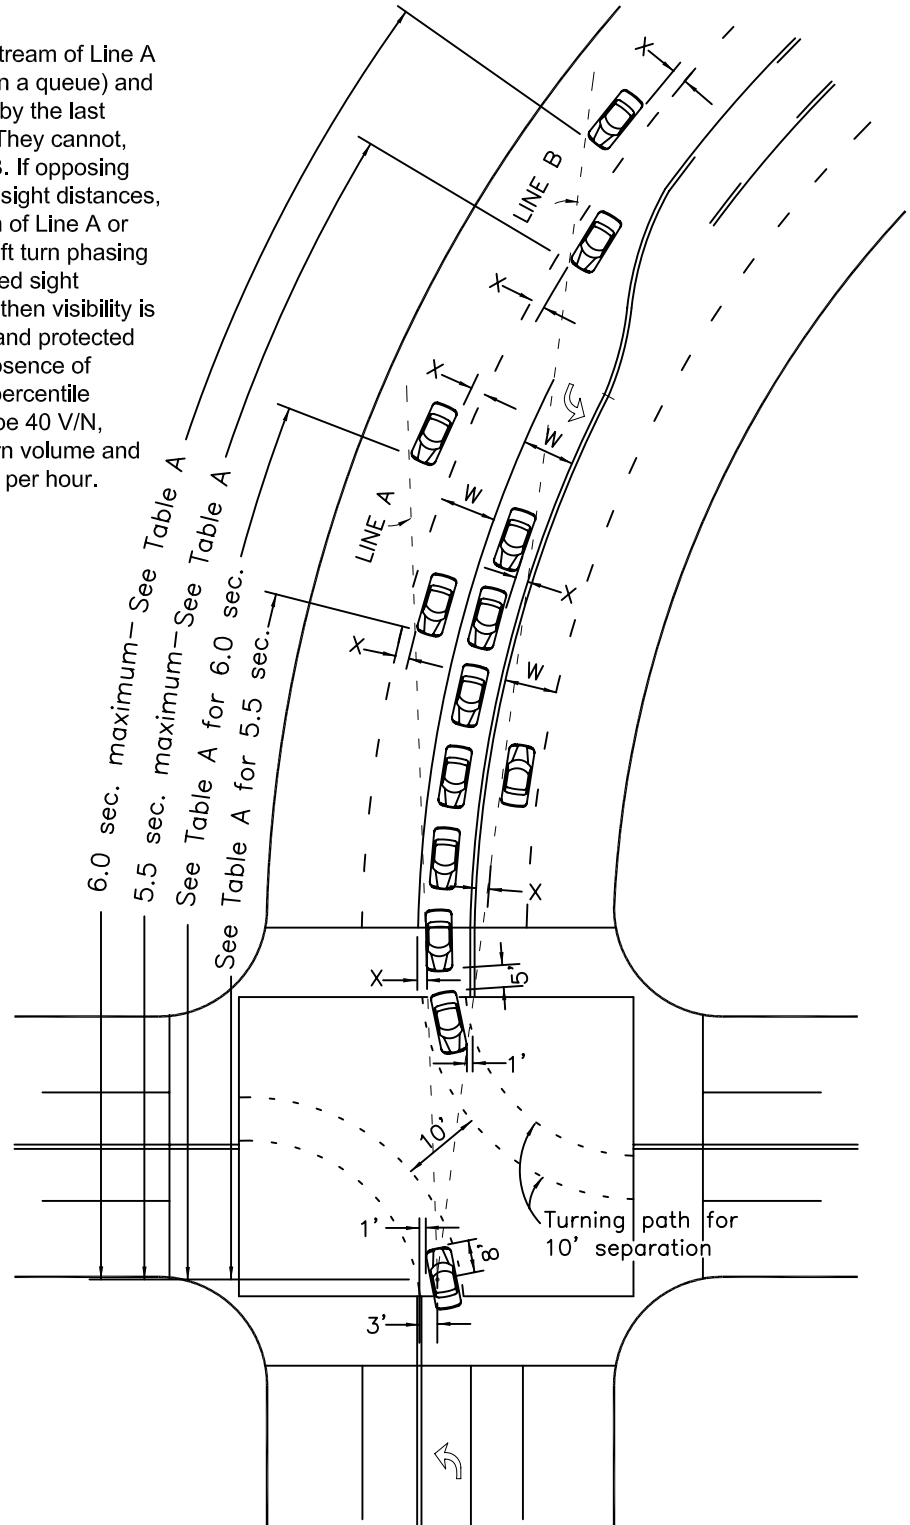 tream of Line A
n a queue) and
by the last
They cannot,
B. If opposing
sight distances,
n of Line A or
ft turn phasing
ed sight
then visibility is
and protected
osence of
percentile
be 40 V/N,
rn volume and
per hour.
X
LINE B
X
X
W
W
LINE A
X
X
W
6.0 sec. maximum–See Table A
5.5 sec. maximum–See Table A
See Table A for 6.0 sec.
See Table A for 5.5 sec.
X
X
5'
1'
10'
1'
8'
3'
Turning path for
10' separation